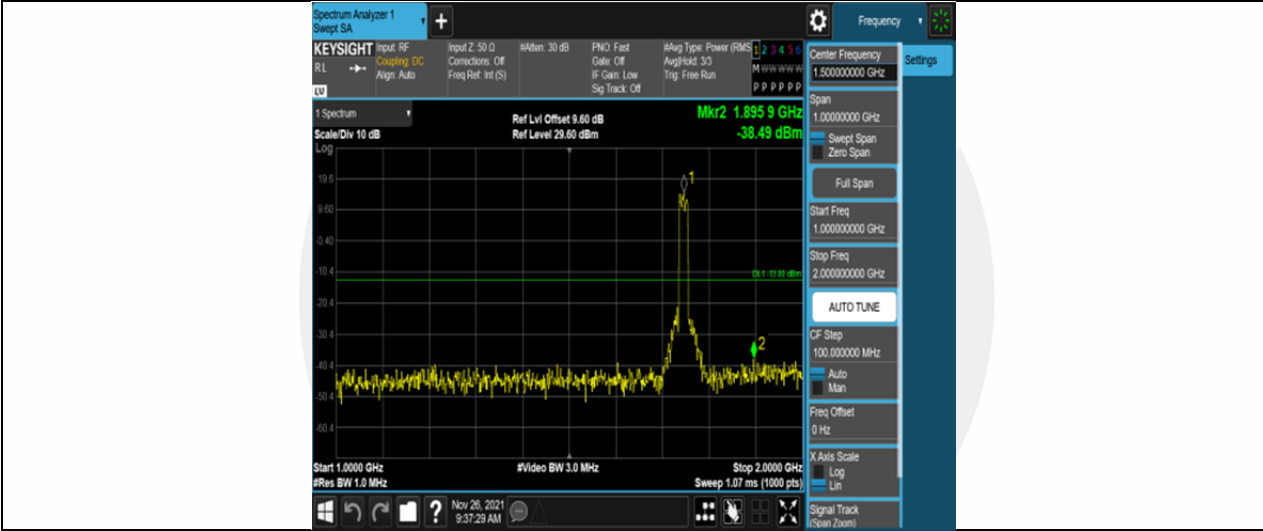 Spectrum Analyzer 1
Swept SA
+
Frequency
KEYSIGHT
RL
LV
Input: RF
Coupling: DC
Align: Auto
Input Z: 50 Ω
Corrections: Off
Freq Ref: Int (S)
#Atten: 30 dB
PNO: Fast
Gate: Off
IF Gain: Low
Sig Track: Off
#Avg Type: Power (RMS
Avg|Hold: 3/3
Trig: Free Run
1 2 3 4 5 6
M W W W W W
P P P P P P
1 Spectrum
Scale/Div 10 dB
Log
Ref Lvl Offset 9.60 dB
Ref Level 29.60 dBm
Mkr2 1.895 9 GHz
-38.49 dBm
19.6
9.60
-0.40
-10.4
-20.4
-30.4
-40.4
-50.4
-60.4
1
DL1 -13.00 dBm
2
Start 1.0000 GHz
#Res BW 1.0 MHz
#Video BW 3.0 MHz
Stop 2.0000 GHz
Sweep 1.07 ms (1000 pts)
?
Nov 26, 2021
9:37:29 AM
Center Frequency
1.500000000 GHz
Span
1.00000000 GHz
Swept Span
Zero Span
Full Span
Start Freq
1.000000000 GHz
Stop Freq
2.000000000 GHz
AUTO TUNE
CF Step
100.000000 MHz
Auto
Man
Freq Offset
0 Hz
X Axis Scale
Log
Lin
Signal Track
(Span Zoom)
Settings